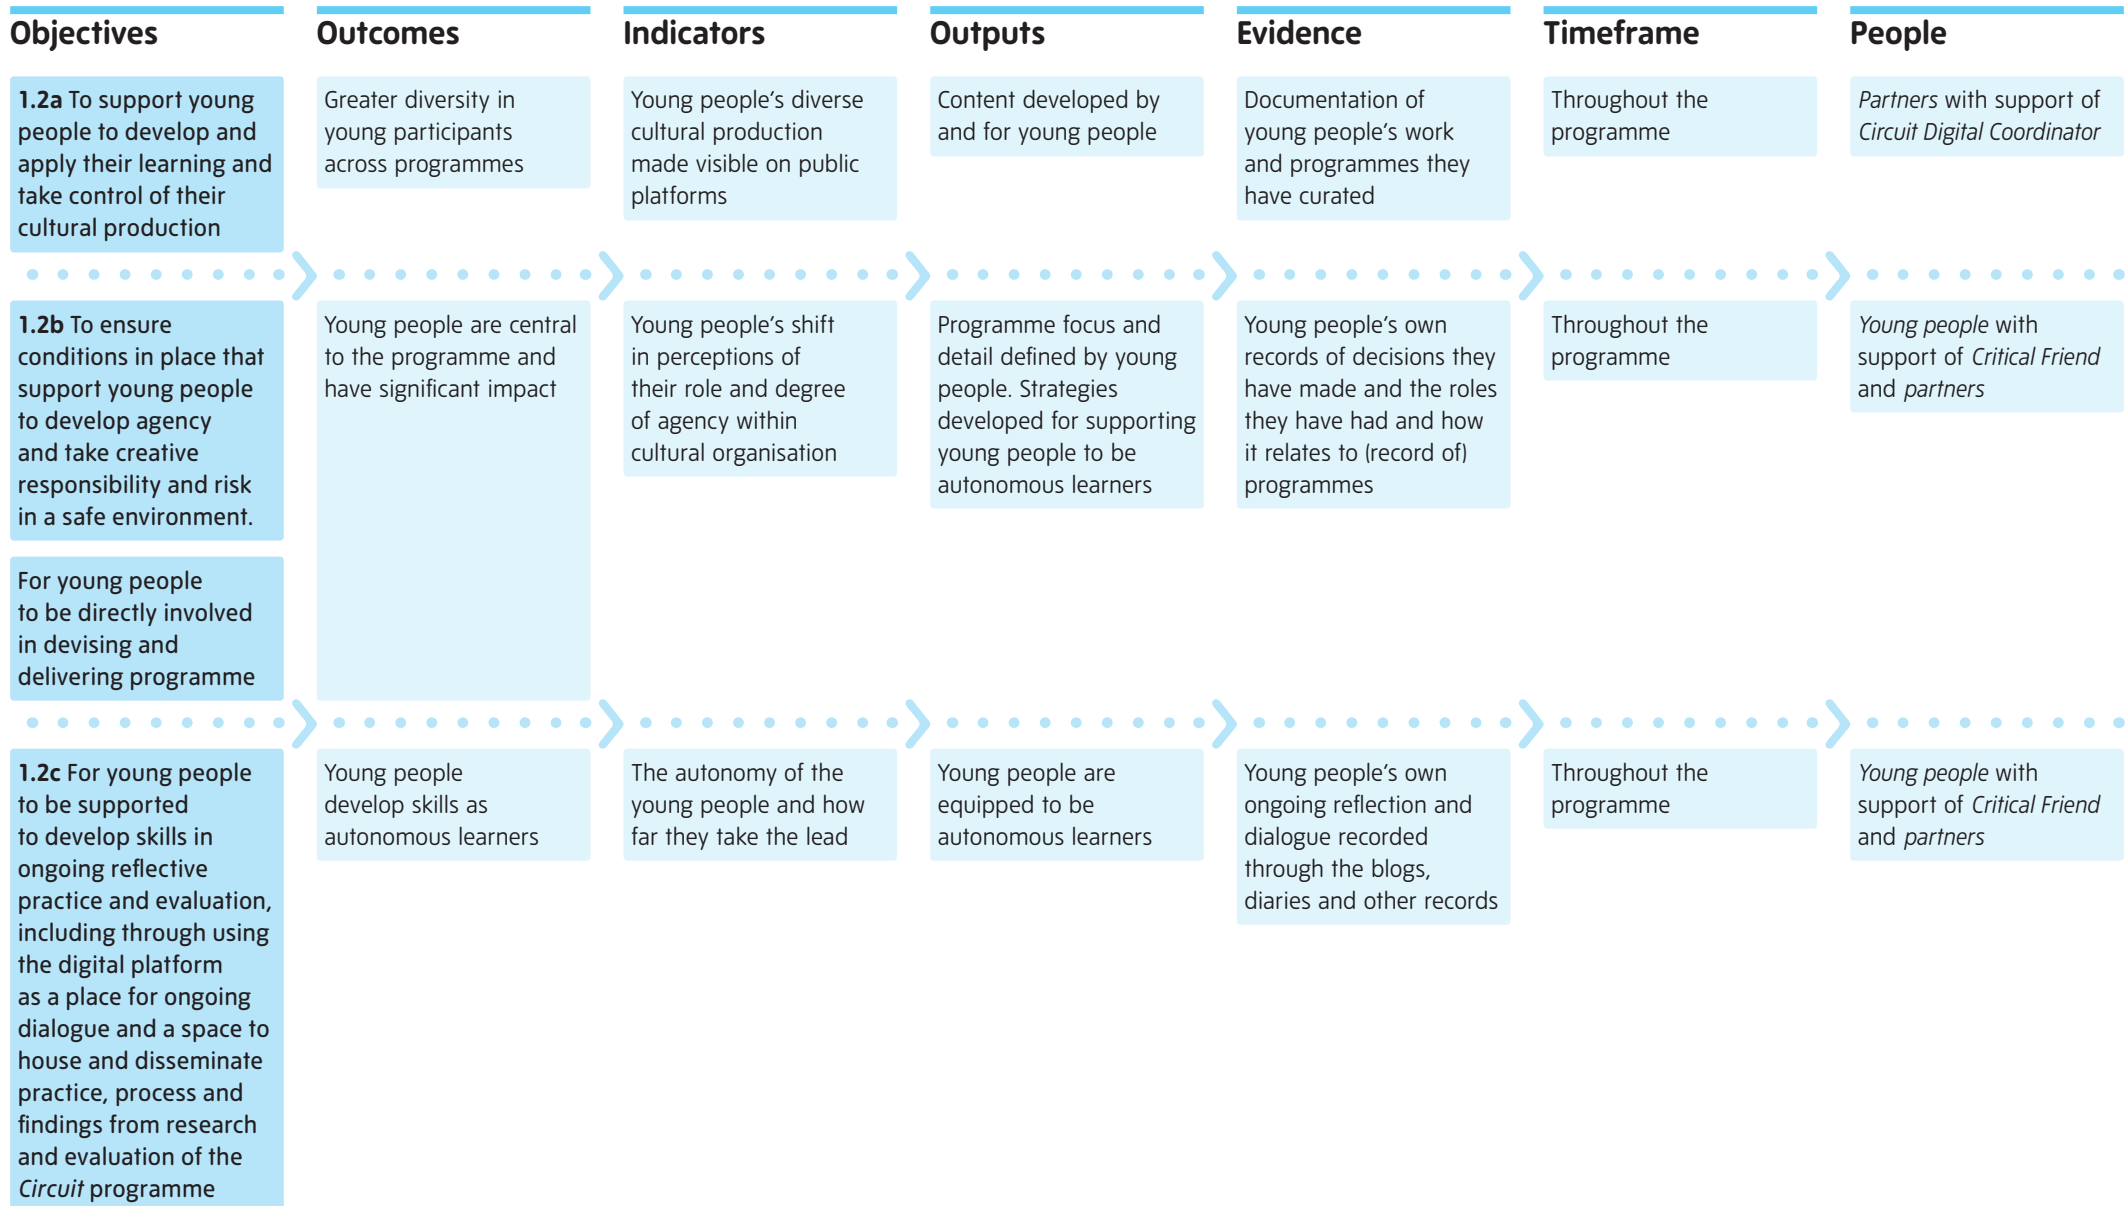 Objectives
Outcomes
Indicators
Outputs
Evidence
Timeframe
People
1.2a To support young
people to develop and
apply their learning and
take control of their
cultural production
Greater diversity in
young participants
across programmes
Young people's diverse
cultural production
made visible on public
platforms
Content developed by
and for young people
Documentation of
young people's work
and programmes they
have curated
Throughout the
programme
Partners with support of
Circuit Digital Coordinator
1.2b To ensure
conditions in place that
support young people
to develop agency
and take creative
responsibility and risk
in a safe environment.
For young people
to be directly involved
in devising and
delivering programme
Young people are central
to the programme and
have significant impact
Young people's shift
in perceptions of
their role and degree
of agency within
cultural organisation
Programme focus and
detail defined by young
people. Strategies
developed for supporting
young people to be
autonomous learners
Young people's own
records of decisions they
have made and the roles
they have had and how
it relates to (record of)
programmes
Throughout the
programme
Young people with
support of Critical Friend
and partners
1.2c For young people
to be supported
to develop skills in
ongoing reflective
practice and evaluation,
including through using
the digital platform
as a place for ongoing
dialogue and a space to
house and disseminate
practice, process and
findings from research
and evaluation of the
Circuit programme
Young people
develop skills as
autonomous learners
The autonomy of the
young people and how
far they take the lead
Young people are
equipped to be
autonomous learners
Young people's own
ongoing reflection and
dialogue recorded
through the blogs,
diaries and other records
Throughout the
programme
Young people with
support of Critical Friend
and partners